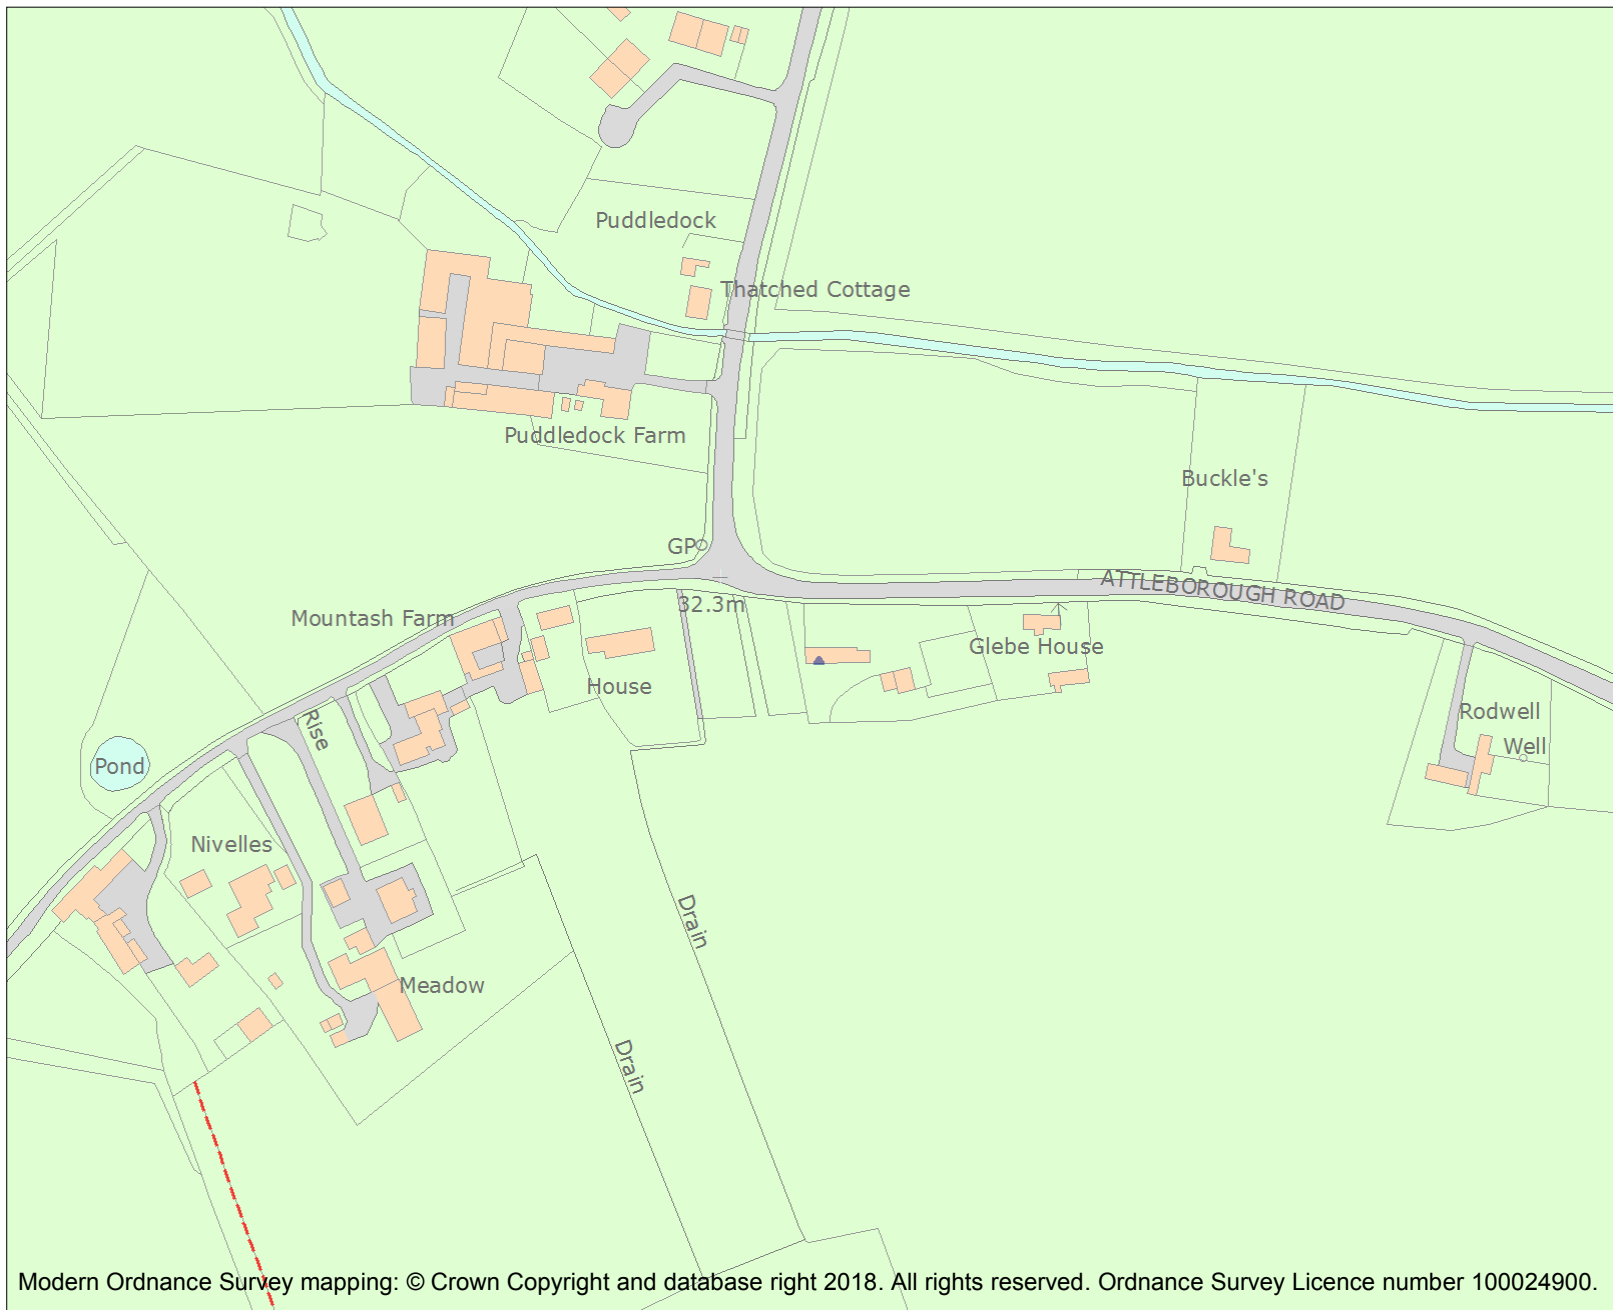 Puddledock
Thatched Cottage
Puddledock Farm
Buckle's
GP
ATTLEBOROUGH ROAD
32.3m
Mountash Farm
Glebe House
House
Rise
Rodwell
Well
Pond
Nivelles
Drain
Meadow
Drain
Modern Ordnance Survey mapping: © Crown Copyright and database right 2018. All rights reserved. Ordnance Survey Licence number 100024900.